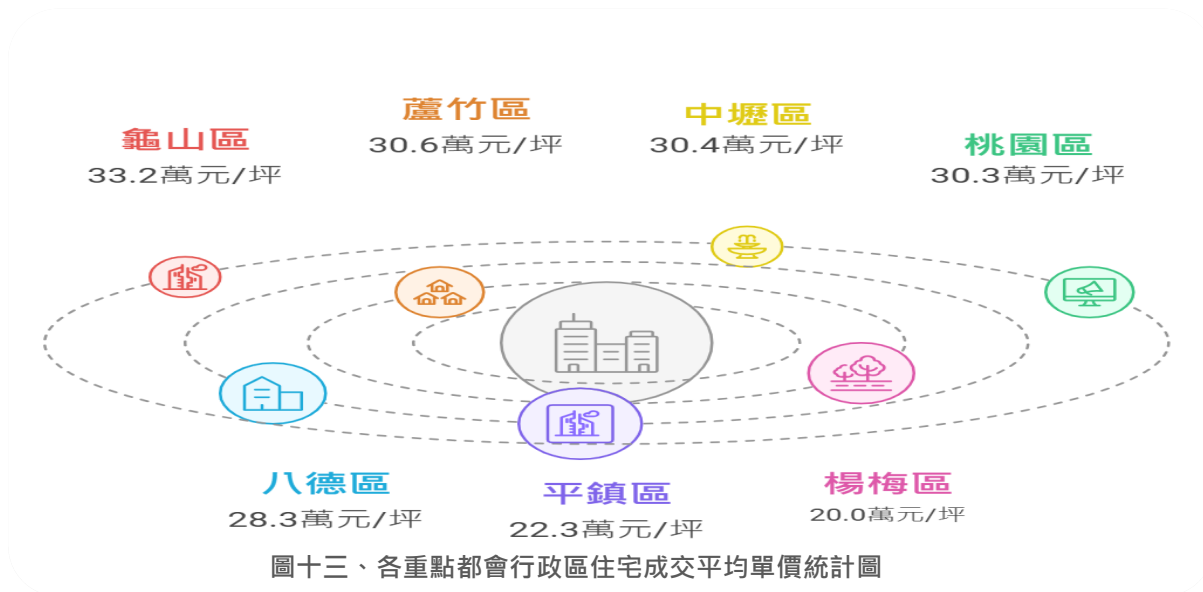 龜山區
33.2萬元/坪
蘆竹區
30.6萬元/坪
中壢區
30.4萬元/坪
桃園區
30.3萬元/坪
八德區
28.3萬元/坪
平鎮區
22.3萬元/坪
楊梅區
20.0萬元/坪
圖十三、各重點都會行政區住宅成交平均單價統計圖